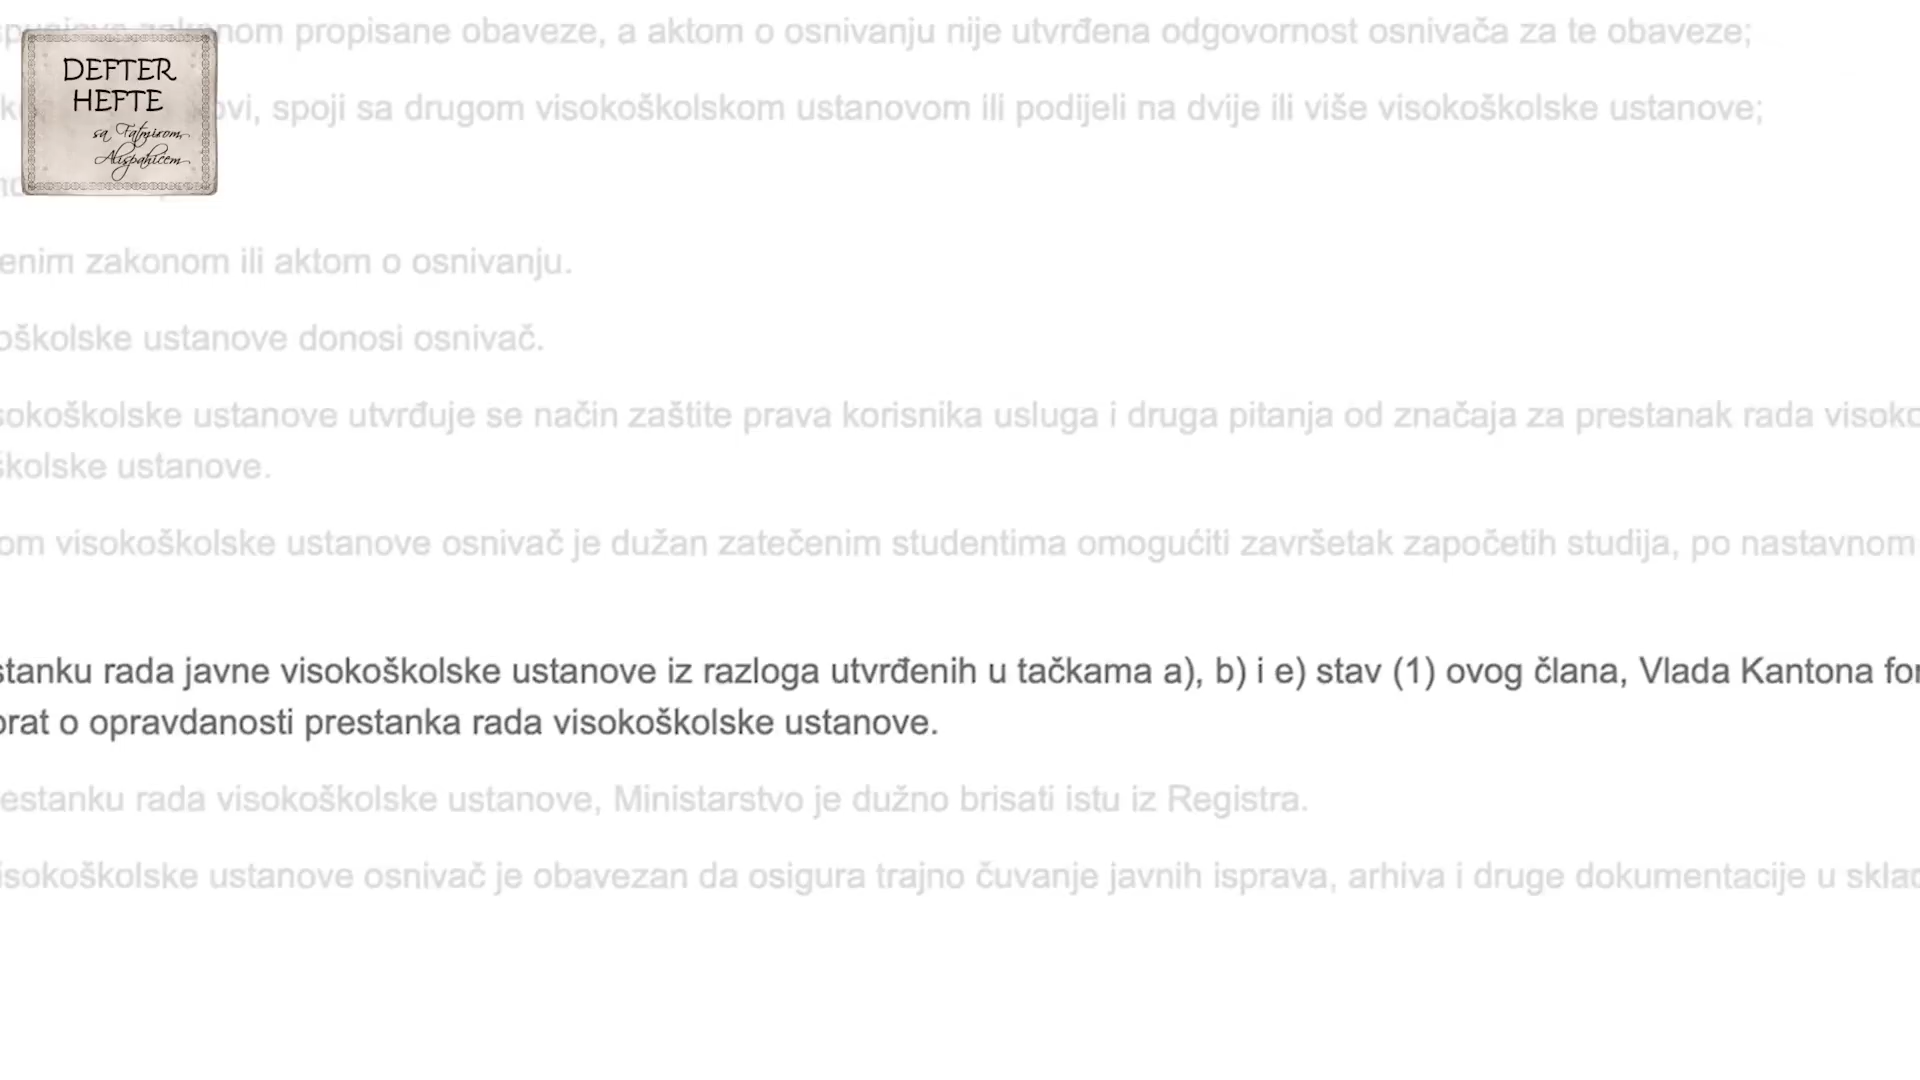 nom propisane obaveze, a aktom o osnivanju nije utvrđena odgovornost osnivača za te obaveze;
DEFTER
HEFTE
sa Fatmirom
Alispahićem
ovi, spoji sa drugom visokoškolskom ustanovom ili podijeli na dvije ili više visokoškolske ustanove;
enim zakonom ili aktom o osnivanju.
oškolske ustanove donosi osnivač.
sokoškolske ustanove utvrđuje se način zaštite prava korisnika usluga i druga pitanja od značaja za prestanak rada visoko
školske ustanove.
om visokoškolske ustanove osnivač je dužan zatečenim studentima omogućiti završetak započetih studija, po nastavnom
stanku rada javne visokoškolske ustanove iz razloga utvrđenih u tačkama a), b) i e) stav (1) ovog člana, Vlada Kantona for
orat o opravdanosti prestanka rada visokoškolske ustanove.
estanku rada visokoškolske ustanove, Ministarstvo je dužno brisati istu iz Registra.
isokoškolske ustanove osnivač je obavezan da osigura trajno čuvanje javnih isprava, arhiva i druge dokumentacije u sklad